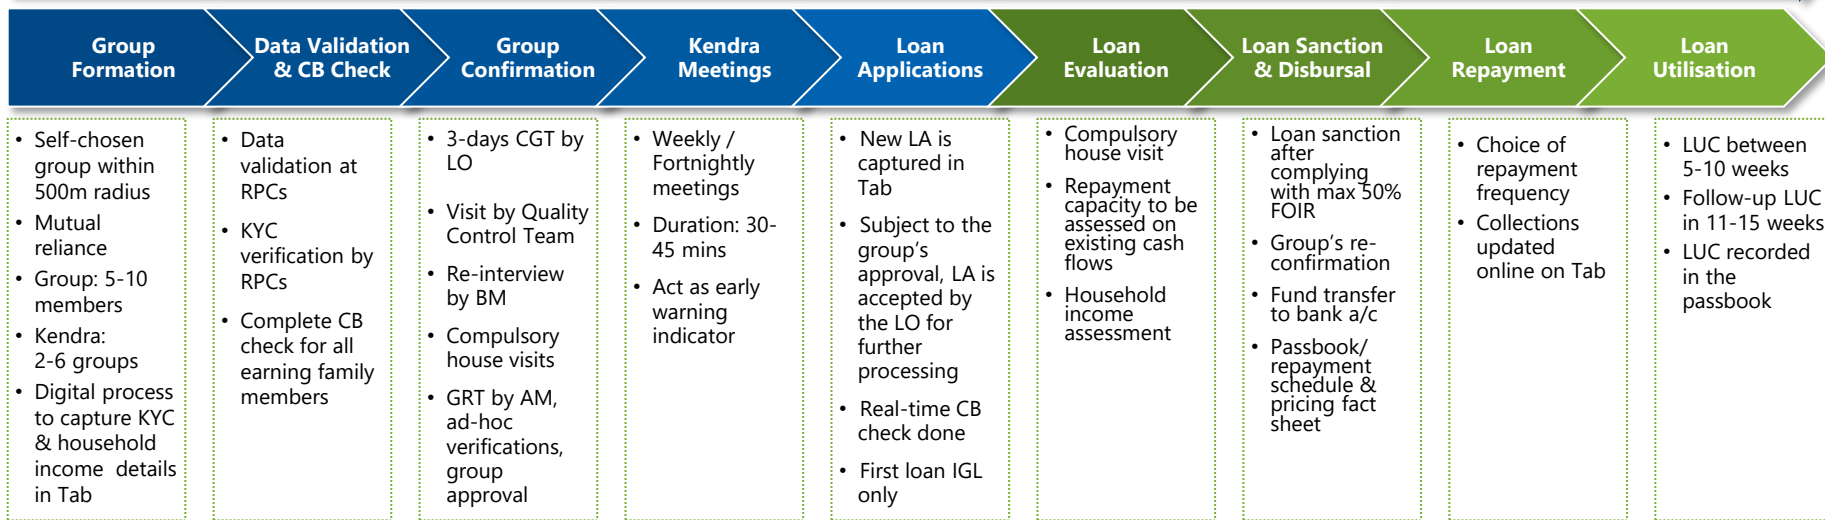 Group
Formation
Data Validation
& CB Check
Group
Confirmation
Kendra
Meetings
Loan
Applications
Loan
Evaluation
Loan Sanction
& Disbursal
Loan
Repayment
Loan
Utilisation
• Self-chosen
group within
500m radius
• Mutual
reliance
• Group: 5-10
members
• Kendra:
2-6 groups
• Digital process
to capture KYC
& household
income details
in Tab
• Data
validation at
RPCs
• KYC
verification by
RPCs
• Complete CB
check for all
earning family
members
• 3-days CGT by
LO
• Visit by Quality
Control Team
• Re-interview
by BM
• Compulsory
house visits
• GRT by AM,
ad-hoc
verifications,
group
approval
• Weekly /
Fortnightly
meetings
• Duration: 30-
45 mins
• Act as early
warning
indicator
• New LA is
captured in
Tab
• Subject to the
group's
approval, LA is
accepted by
the LO for
further
processing
• Real-time CB
check done
• First loan IGL
only
• Compulsory
house visit
• Repayment
capacity to be
assessed on
existing cash
flows
• Household
income
assessment
• Loan sanction
after
complying
with max 50%
FOIR
• Group's re-
confirmation
• Fund transfer
to bank a/c
• Passbook/
repayment
schedule &
pricing fact
sheet
• Choice of
repayment
frequency
• Collections
updated
online on Tab
• LUC between
5-10 weeks
• Follow-up LUC
in 11-15 weeks
• LUC recorded
in the
passbook